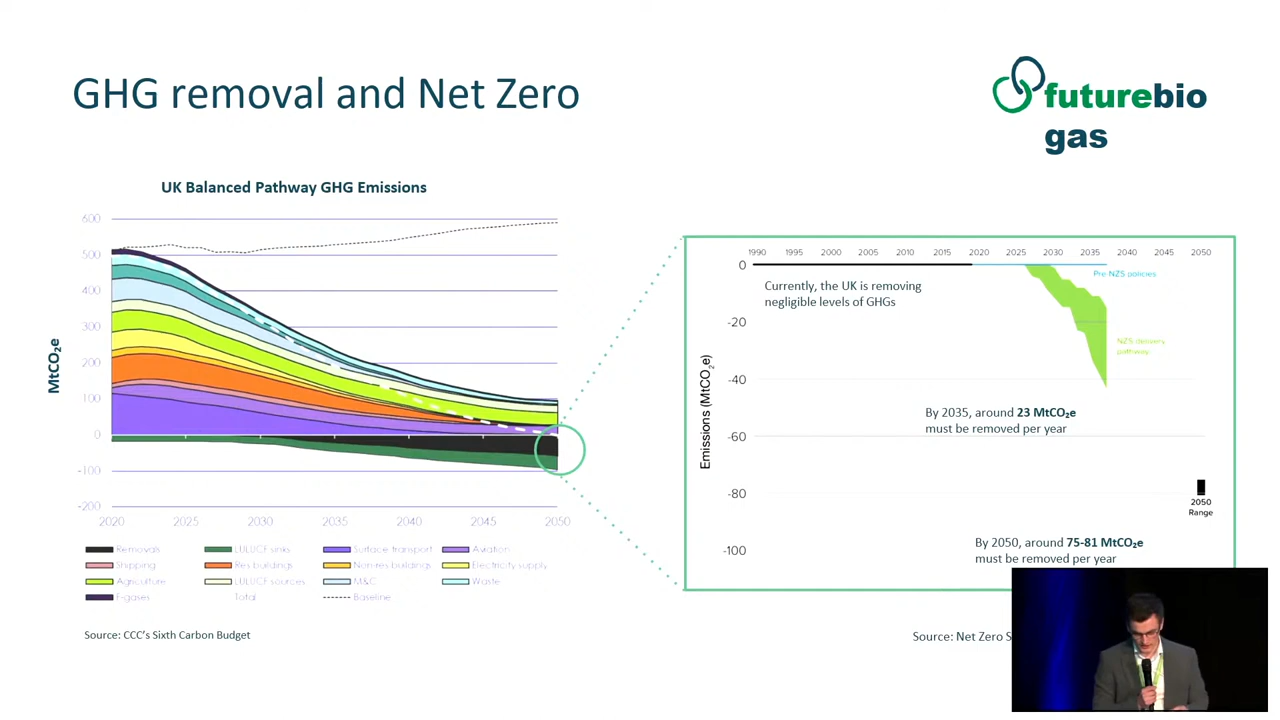 GHG removal and Net Zero
futurebio
gas
UK Balanced Pathway GHG Emissions
MtCO₂e
600
500
400
300
200
100
0
-100
-200
2020 2025 2030 2035 2040 2045 2050
Removals LULUCF sinks Surface transport Aviation
Shipping Res buildings Non-res buildings Electricity supply
Agriculture LULUCF sources M&C Waste
F-gases Total Baseline
Source: CCC's Sixth Carbon Budget
1990 1995 2000 2005 2010 2015 2020 2025 2030 2035 2040 2045 2050
Emissions (MtCO₂e)
0
-20
-40
-60
-80
-100
Pre NZS policies
Currently, the UK is removing
negligible levels of GHGs
NZS delivery
pathway
By 2035, around 23 MtCO₂e
must be removed per year
2050
Range
By 2050, around 75-81 MtCO₂e
must be removed per year
Source: Net Zero S